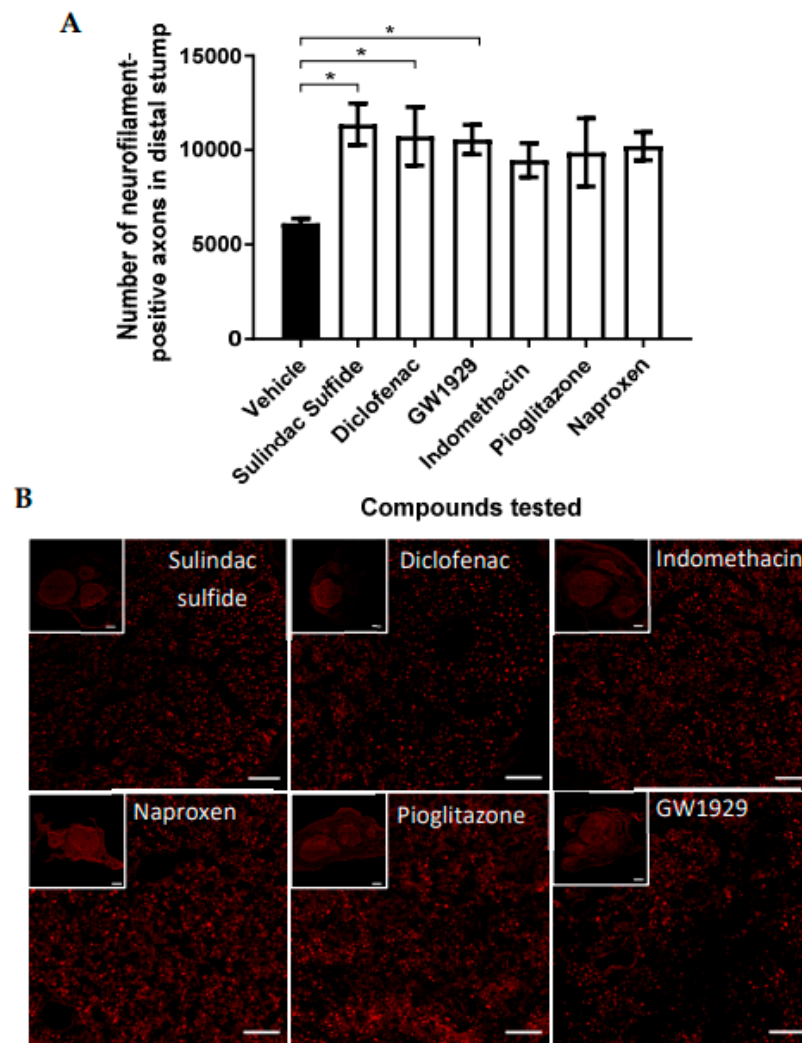 A
*
*
*
15000
10000
5000
0
Number of neurofilament-
positive axons in distal stump
Vehicle
Sulindac Sulfide
Diclofenac
GW1929
Indomethacin
Pioglitazone
Naproxen
Compounds tested
B
Sulindac
sulfide
Diclofenac
Indomethacin
Naproxen
Pioglitazone
GW1929